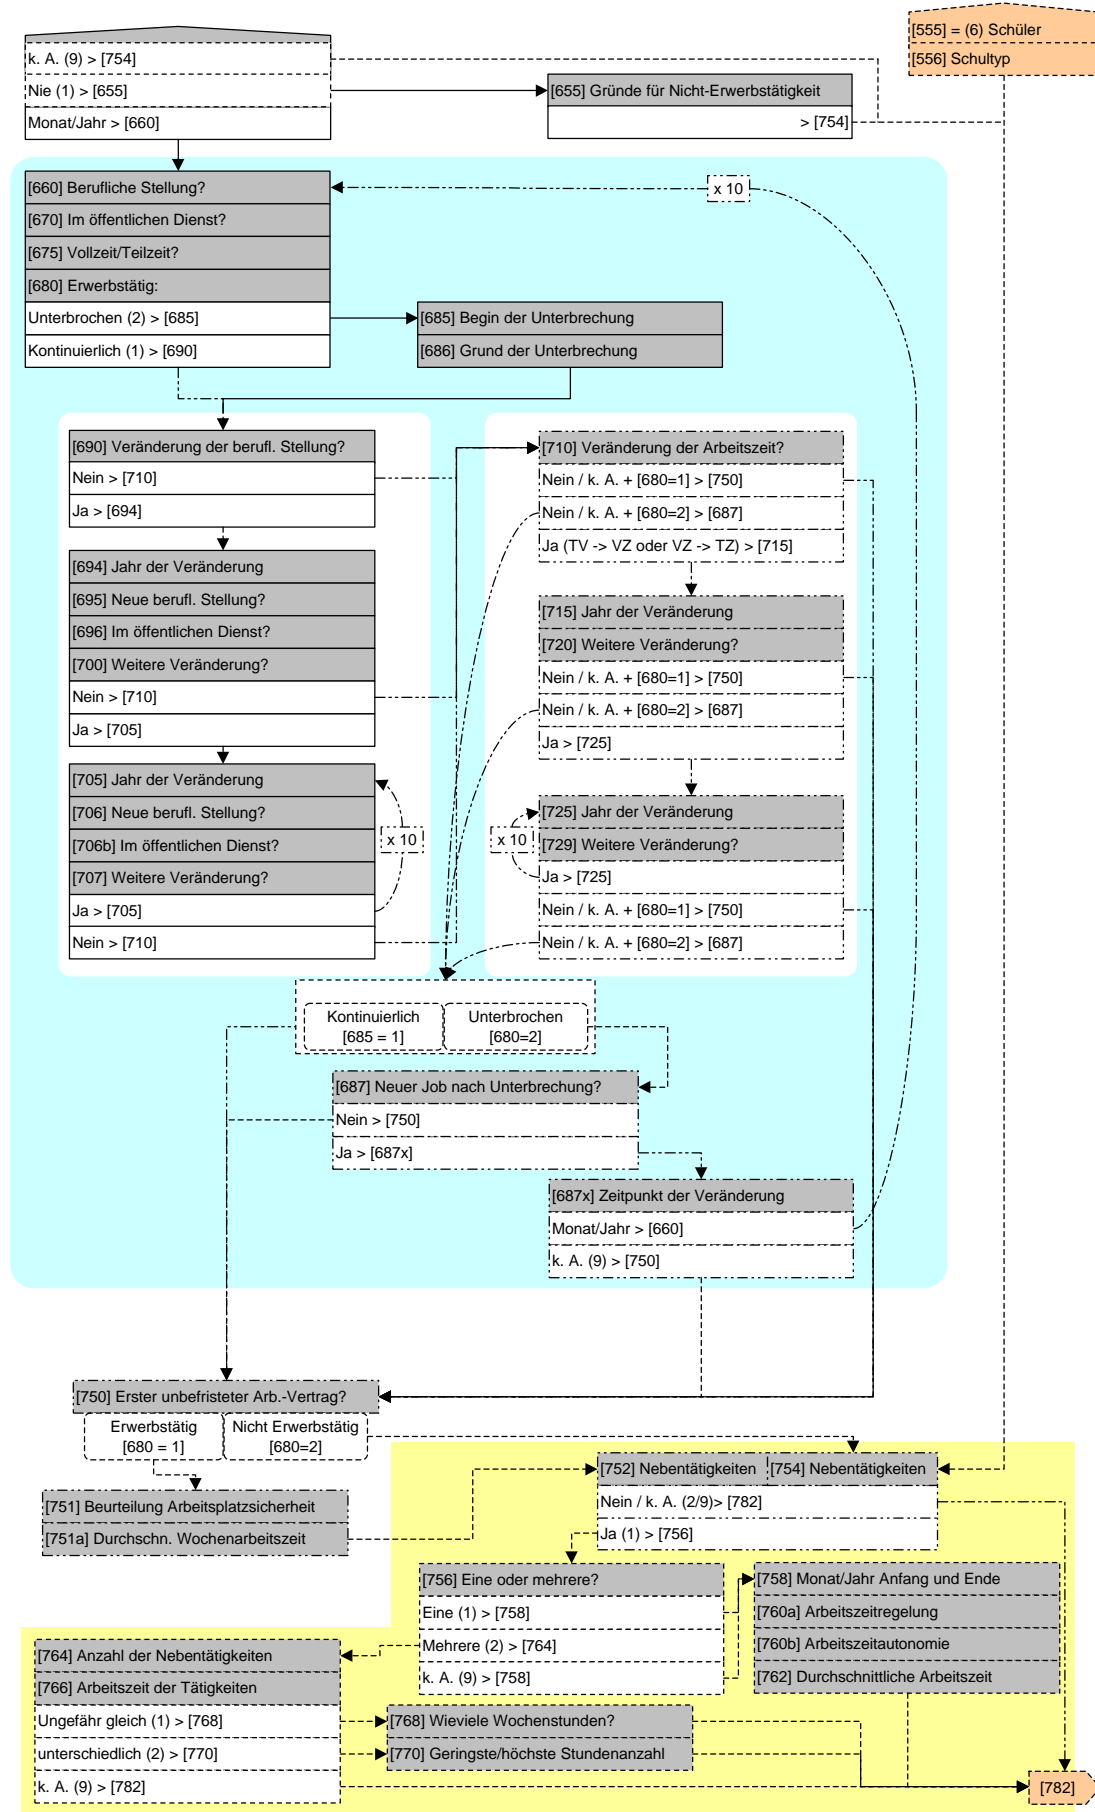 [555] = (6) Schüler
[556] Schultyp
k. A. (9) > [754]
Nie (1) > [655]
Monat/Jahr > [660]
[655] Gründe für Nicht-Erwerbstätigkeit
> [754]
[660] Berufliche Stellung?
x 10
[670] Im öffentlichen Dienst?
[675] Vollzeit/Teilzeit?
[680] Erwerbstätig:
Unterbrochen (2) > [685]
Kontinuierlich (1) > [690]
[685] Begin der Unterbrechung
[686] Grund der Unterbrechung
[690] Veränderung der berufl. Stellung?
Nein > [710]
Ja > [694]
[694] Jahr der Veränderung
[695] Neue berufl. Stellung?
[696] Im öffentlichen Dienst?
[700] Weitere Veränderung?
Nein > [710]
Ja > [705]
[705] Jahr der Veränderung
[706] Neue berufl. Stellung?
[706b] Im öffentlichen Dienst?
[707] Weitere Veränderung?
Ja > [705]
Nein > [710]
x 10
[710] Veränderung der Arbeitszeit?
Nein / k. A. + [680=1] > [750]
Nein / k. A. + [680=2] > [687]
Ja (TV -> VZ oder VZ -> TZ) > [715]
[715] Jahr der Veränderung
[720] Weitere Veränderung?
Nein / k. A. + [680=1] > [750]
Nein / k. A. + [680=2] > [687]
Ja > [725]
[725] Jahr der Veränderung
[729] Weitere Veränderung?
x 10
Ja > [725]
Nein / k. A. + [680=1] > [750]
Nein / k. A. + [680=2] > [687]
Kontinuierlich
[685 = 1]
Unterbrochen
[680=2]
[687] Neuer Job nach Unterbrechung?
Nein > [750]
Ja > [687x]
[687x] Zeitpunkt der Veränderung
Monat/Jahr > [660]
k. A. (9) > [750]
[750] Erster unbefristeter Arb.-Vertrag?
Erwerbstätig
[680 = 1]
Nicht Erwerbstätig
[680=2]
[751] Beurteilung Arbeitsplatzsicherheit
[751a] Durchschn. Wochenarbeitszeit
[752] Nebentätigkeiten
[754] Nebentätigkeiten
Nein / k. A. (2/9)> [782]
Ja (1) > [756]
[756] Eine oder mehrere?
Eine (1) > [758]
Mehrere (2) > [764]
k. A. (9) > [758]
[758] Monat/Jahr Anfang und Ende
[760a] Arbeitszeitregelung
[760b] Arbeitszeitautonomie
[762] Durchschnittliche Arbeitszeit
[764] Anzahl der Nebentätigkeiten
[766] Arbeitszeit der Tätigkeiten
Ungefähr gleich (1) > [768]
unterschiedlich (2) > [770]
k. A. (9) > [782]
[768] Wieviele Wochenstunden?
[770] Geringste/höchste Stundenanzahl
[782]